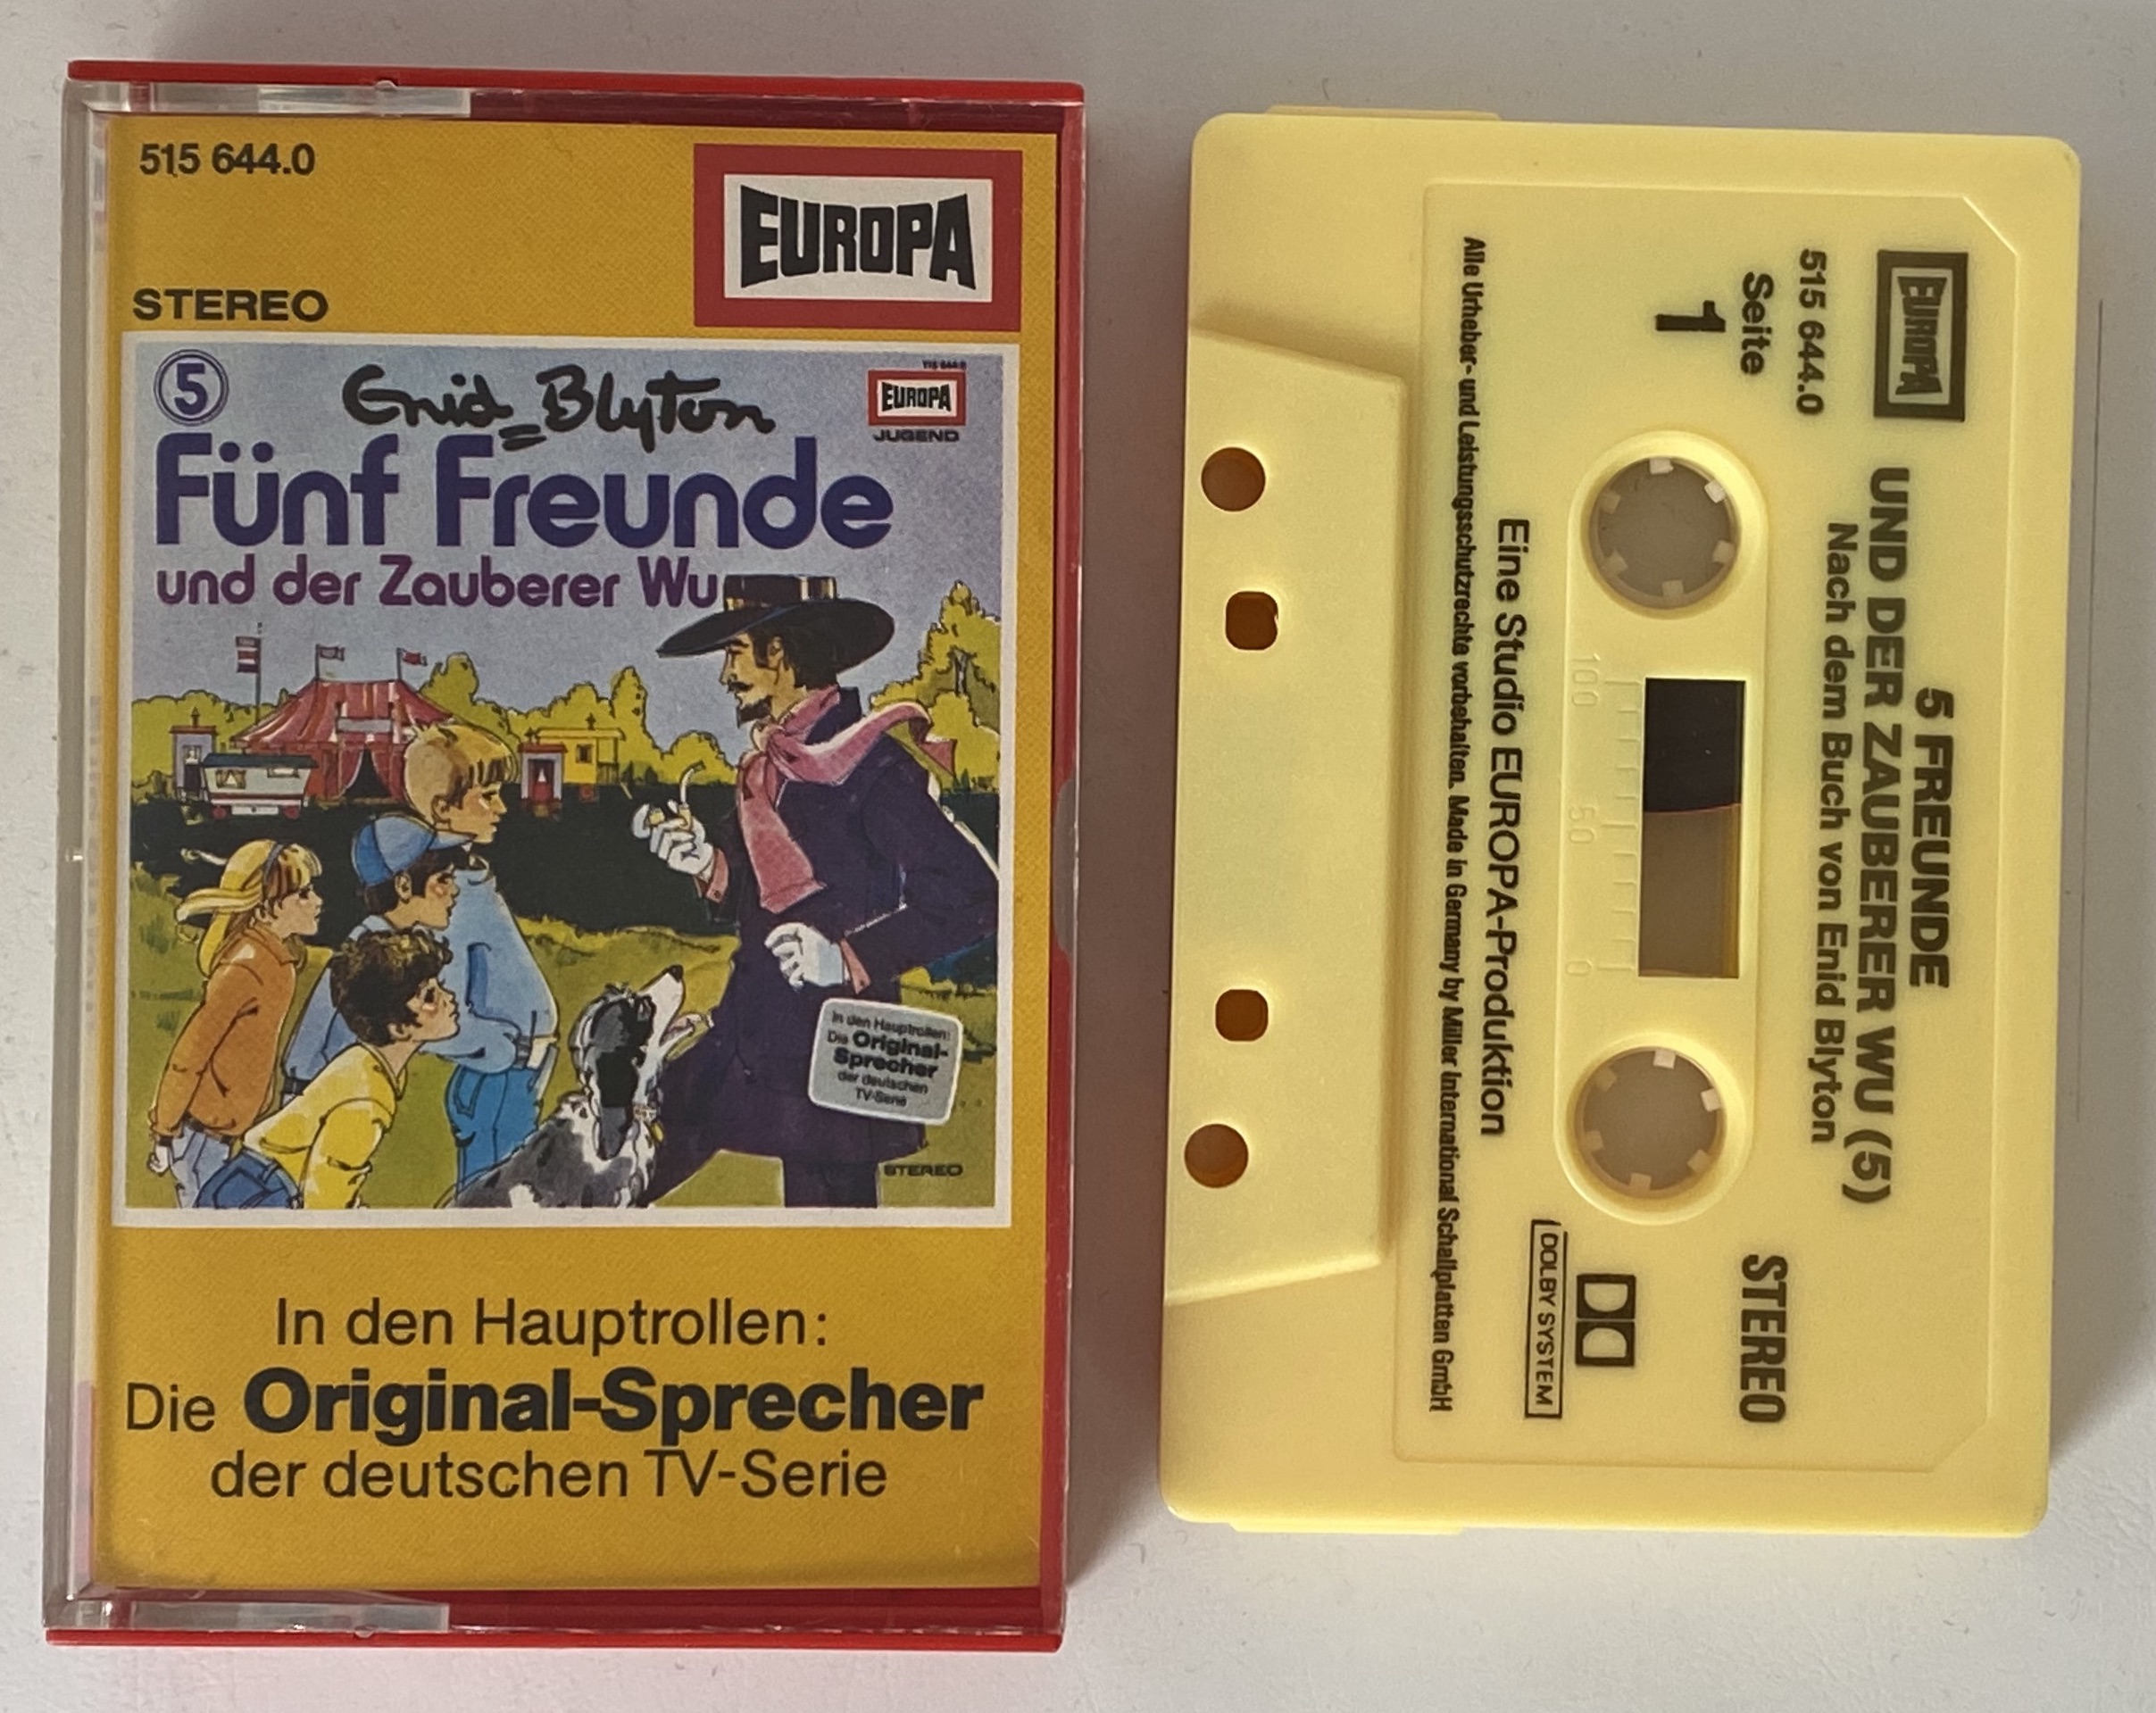 515 644.0
EUROPA
STEREO
5
Enid Blyton
EUROPA
JUGEND
Fünf Freunde
und der Zauberer Wu
In den Hauptrollen:
Die Original-
Sprecher
der deutschen
TV-Serie
STEREO
In den Hauptrollen:
Die Original-Sprecher
der deutschen TV-Serie
EUROPA
515 644.0
Seite
1
5 FREUNDE
UND DER ZAUBERER WU (5)
Nach dem Buch von Enid Blyton
STEREO
100 50 0
DOLBY SYSTEM
Eine Studio EUROPA-Produktion
Alle Urheber- und Leistungsschutzrechte vorbehalten. Made in Germany by Miller International Schallplatten GmbH